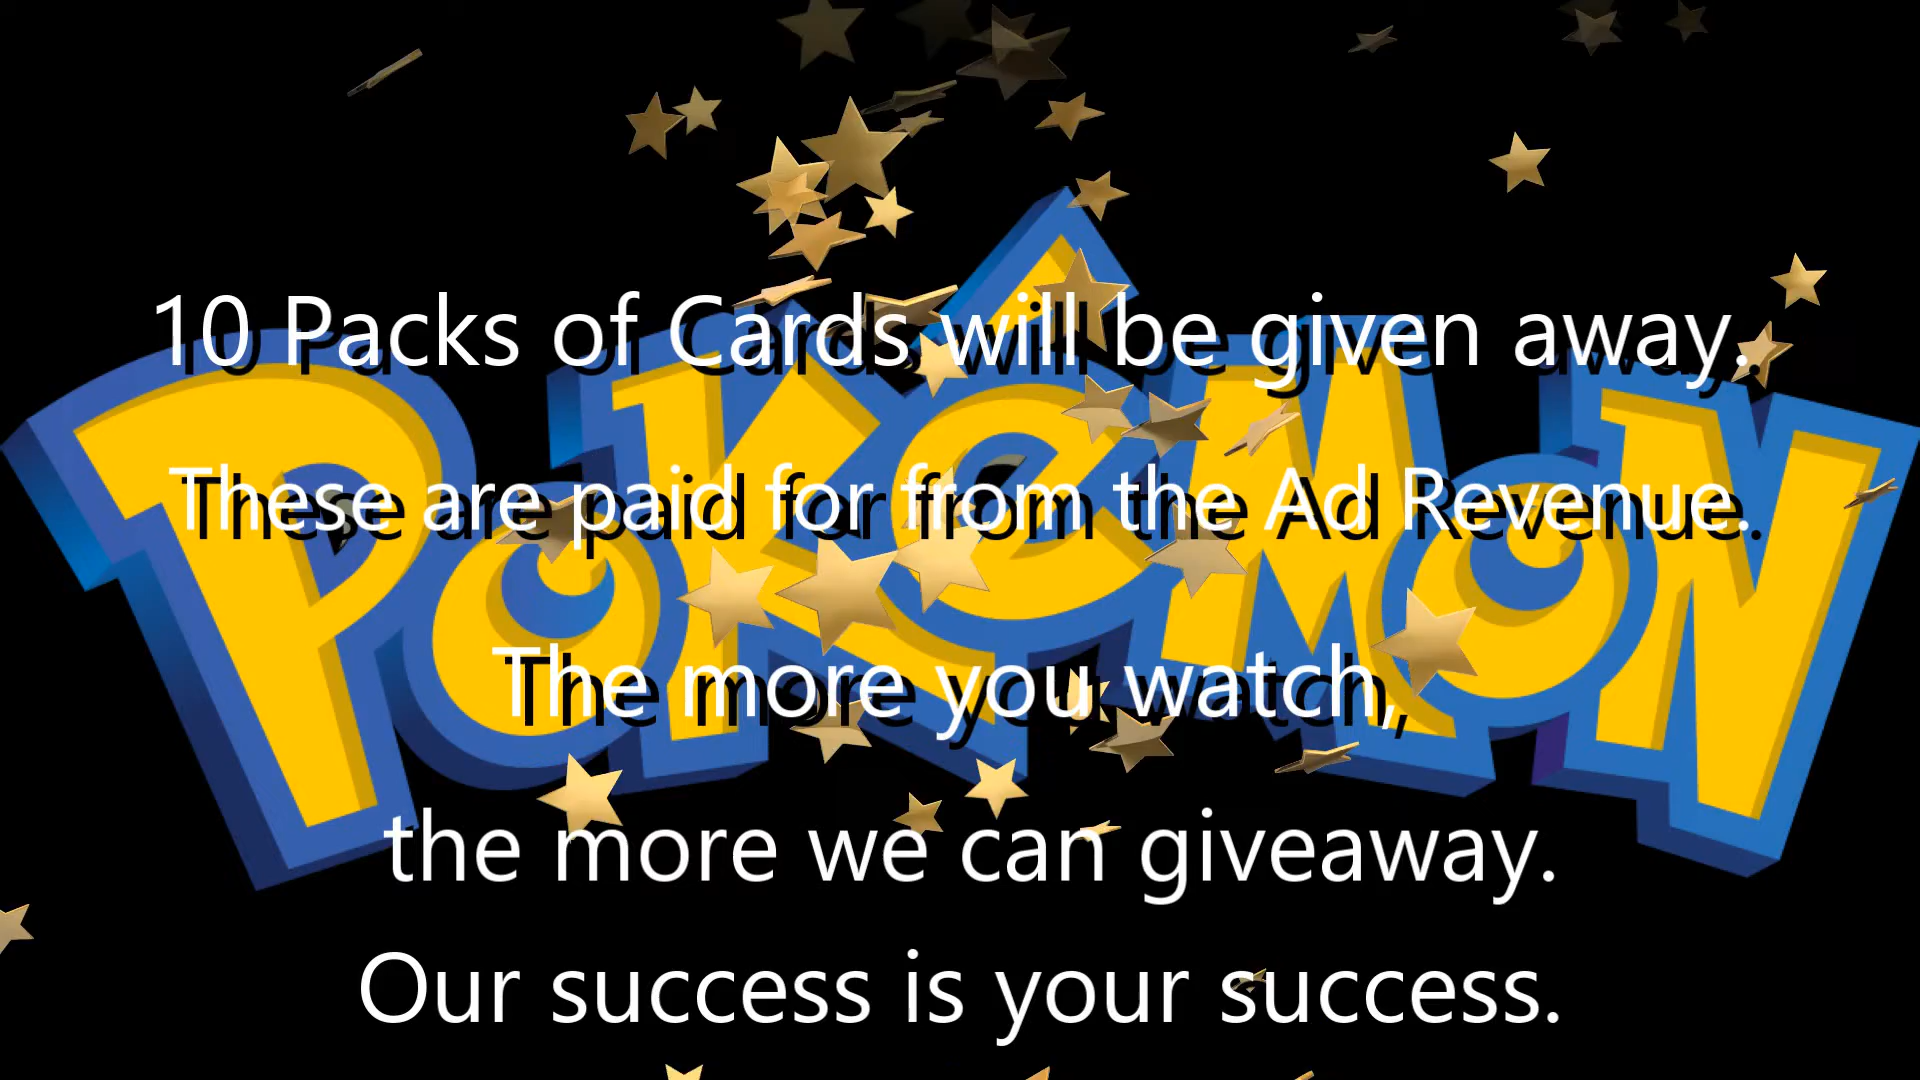 10 Packs of Cards will be given away.
POKéMON
These are paid for from the Ad Revenue.
The more you watch,
the more we can giveaway.
Our success is your success.